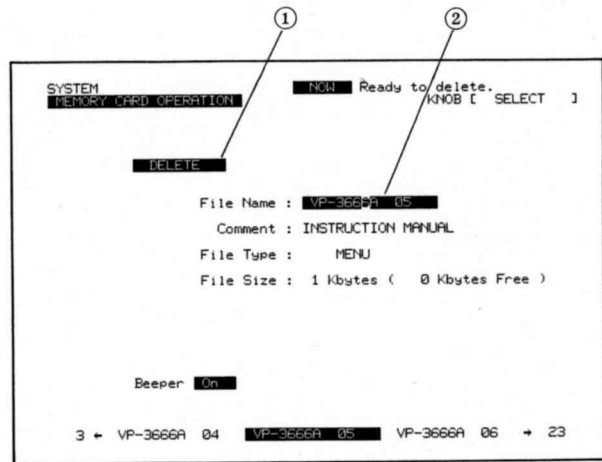 ① ②
SYSTEM NOW Ready to delete.
MEMORY CARD OPERATION KNOB [ SELECT ]
DELETE
File Name : VP-3666A 05
Comment : INSTRUCTION MANUAL
File Type : MENU
File Size : 1 Kbytes ( 0 Kbytes Free )
Beeper On
3 ← VP-3666A 04 VP-3666A 05 VP-3666A 06 → 23